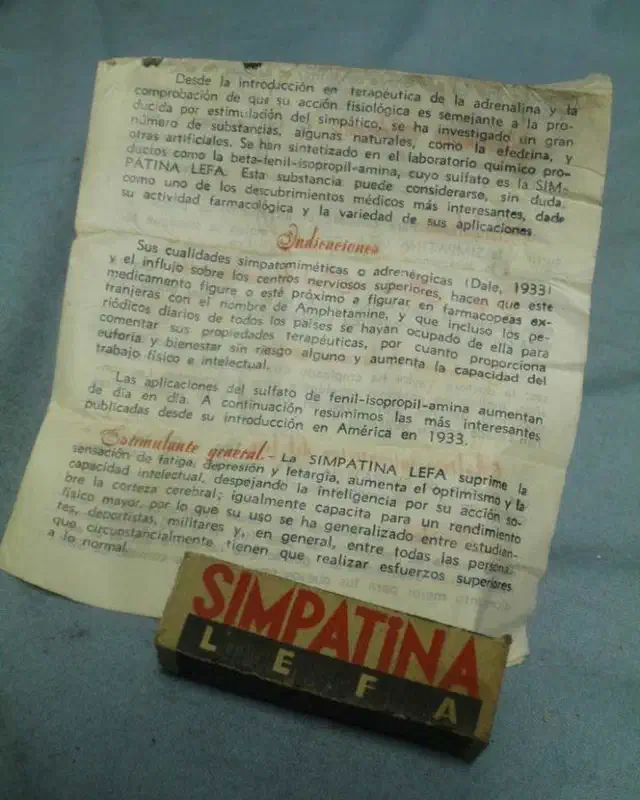 Desde la introducción en terapéutica de la adrenalina y la
comprobación de que su acción fisiológica es semejante a la pro-
ducida por estimulación del simpático, se ha investigado un gran
número de substancias, algunas naturales, como la efedrina, y
otras artificiales. Se han sintetizado en el laboratorio químico pro-
ductos como la beta-fenil-isopropil-amina, cuyo sulfato es la SIM-
PATINA LEFA. Esta substancia puede considerarse, sin duda,
como uno de los descubrimientos médicos más interesantes, dada
su actividad farmacológica y la variedad de sus aplicaciones.
Indicaciones
Sus cualidades simpatomiméticas o adrenérgicas (Dale, 1933)
y el influjo sobre los centros nerviosos superiores, hacen que este
medicamento figure o esté próximo a figurar en farmacopeas ex-
tranjeras con el nombre de Amphetamine, y que incluso los pe-
riódicos diarios de todos los países se hayan ocupado de ella para
comentar sus propiedades terapéuticas, por cuanto proporciona
euforia y bienestar sin riesgo alguno y aumenta la capacidad del
trabajo físico e intelectual.
Las aplicaciones del sulfato de fenil-isopropil-amina aumentan
de día en día. A continuación resumimos las más interesantes
publicadas desde su introducción en América en 1933.
Estimulante general.- La SIMPATINA LEFA suprime la
sensación de fatiga, depresión y letargia, aumenta el optimismo y la
capacidad intelectual, despejando la inteligencia por su acción so-
bre la corteza cerebral; igualmente capacita para un rendimiento
físico mayor, por lo que su uso se ha generalizado entre estudian-
tes, deportistas, militares y, en general, entre todas las personas
que circunstancialmente tienen que realizar esfuerzos superiores
a lo normal.
SIMPATINA
LEFA